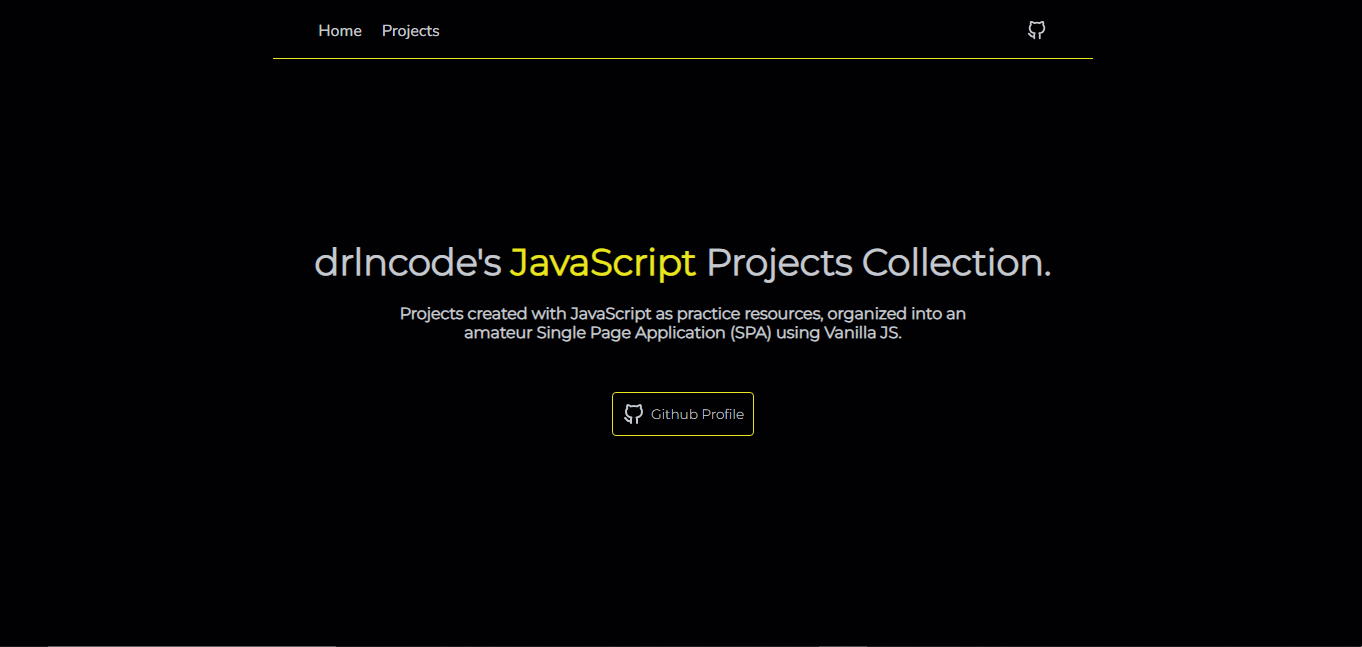 Home Projects
drlncode's JavaScript Projects Collection.
Projects created with JavaScript as practice resources, organized into an
amateur Single Page Application (SPA) using Vanilla JS.
Github Profile